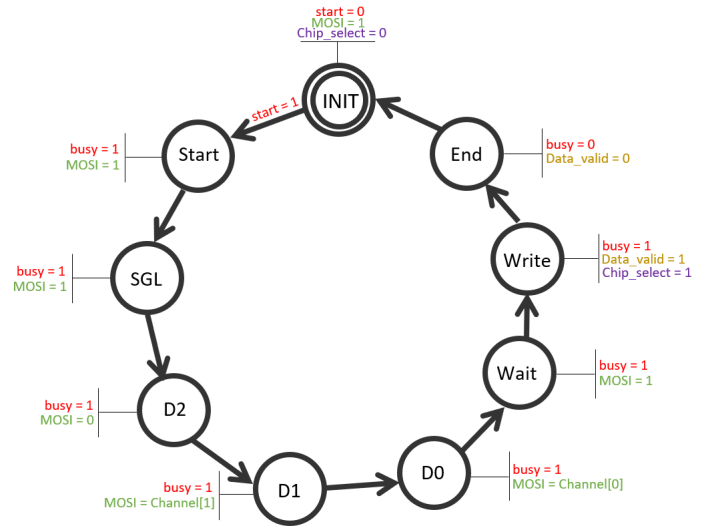 start = 0
MOSI = 1
Chip_select = 0
INIT
start = 1
busy = 1
MOSI = 1
Start
End
busy = 0
Data_valid = 0
busy = 1
MOSI = 1
SGL
Write
busy = 1
Data_valid = 1
Chip_select = 1
busy = 1
MOSI = 0
D2
Wait
busy = 1
MOSI = 1
busy = 1
MOSI = Channel[1]
D1
D0
busy = 1
MOSI = Channel[0]